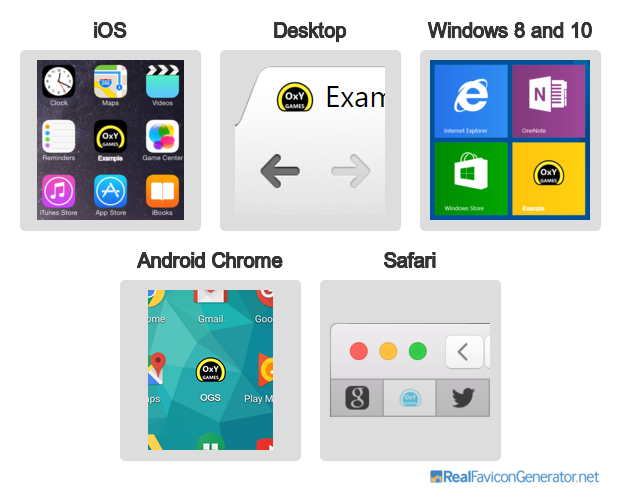 iOS
Desktop
Windows 8 and 10
Clock
Maps
Videos
Reminders
OxY
GAMES
Example
Game Center
iTunes Store
App Store
iBooks
OxY
GAMES
Exam
Internet Explorer
N
OneNote
Windows Store
OxY
GAMES
Example
Android Chrome
Safari
ome
Gmail
Goo
aps
OxY
GAMES
OGS
Play M
g
OxY
RealFaviconGenerator.net